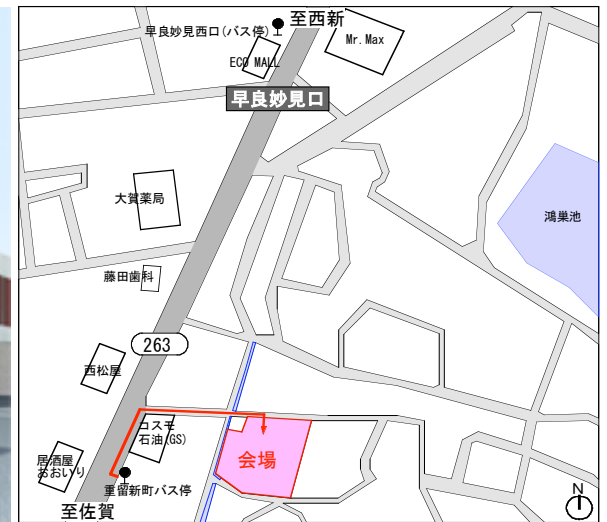 至西新
早良妙見西口(バス停)
Mr.Max
ECO MALL
早良妙見口
大賀薬局
鴻巣池
藤田歯科
263
西松屋
コスモ
石油(GS)
会場
居酒屋
おおいり
重留新町バス停
至佐賀
N